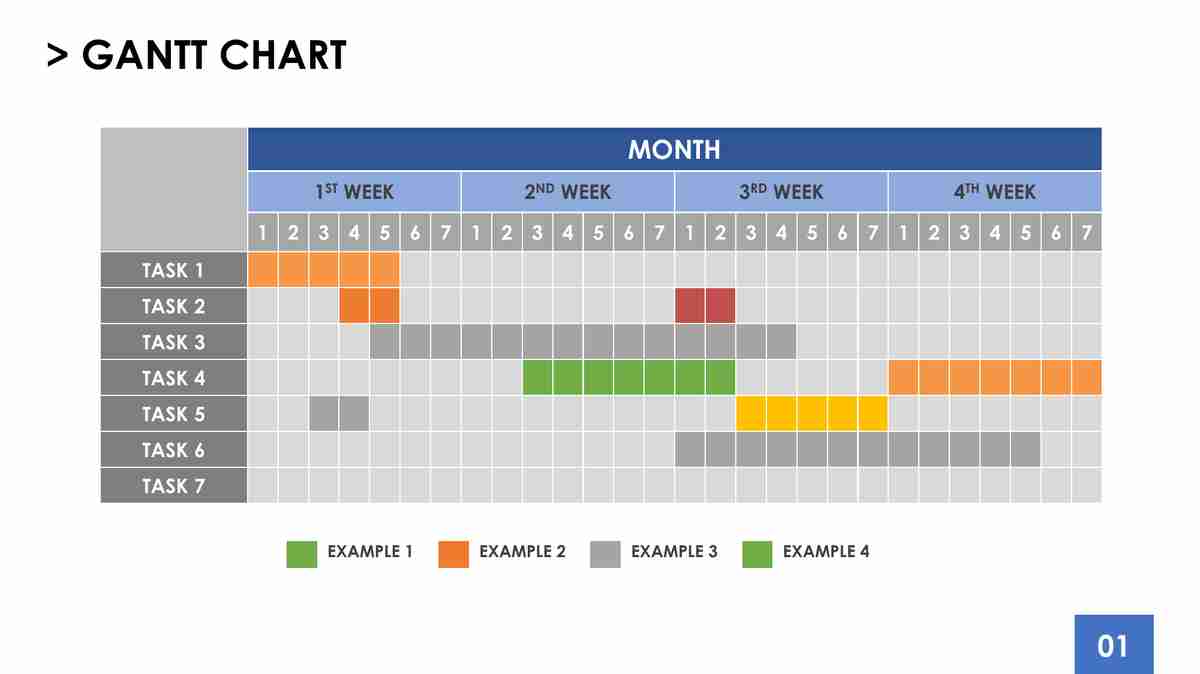 > GANTT CHART
MONTH
1ST WEEK 2ND WEEK 3RD WEEK 4TH WEEK
1 2 3 4 5 6 7 1 2 3 4 5 6 7 1 2 3 4 5 6 7 1 2 3 4 5 6 7
TASK 1
TASK 2
TASK 3
TASK 4
TASK 5
TASK 6
TASK 7
EXAMPLE 1 EXAMPLE 2 EXAMPLE 3 EXAMPLE 4
01